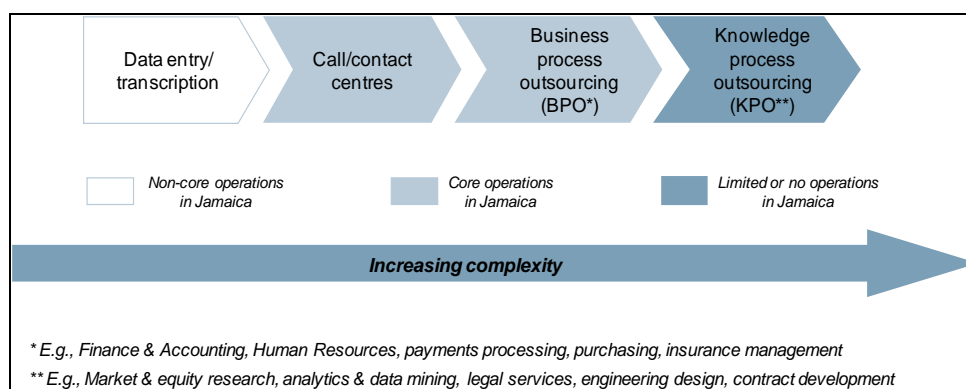 Data entry/
transcription
Call/contact
centres
Business
process
outsourcing
(BPO*)
Knowledge
process
outsourcing
(KPO**)
Non-core operations
in Jamaica
Core operations
in Jamaica
Limited or no operations
in Jamaica
Increasing complexity
* E.g., Finance & Accounting, Human Resources, payments processing, purchasing, insurance management
** E.g., Market & equity research, analytics & data mining, legal services, engineering design, contract development